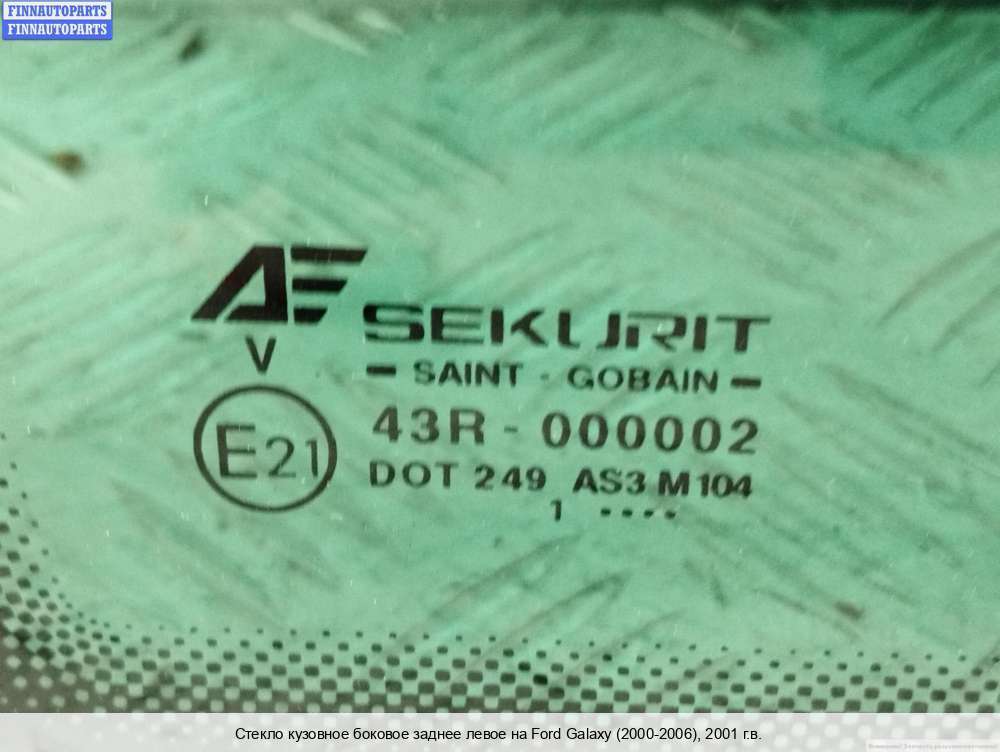 FINNAUTOPARTS
FINNAUTOPARTS
AE
SEKURIT
V
- SAINT - GOBAIN -
E21
43R - 000002
DOT 249 AS3 M104
1 ....
Стекло кузовное боковое заднее левое на Ford Galaxy (2000-2006), 2001 г.в.